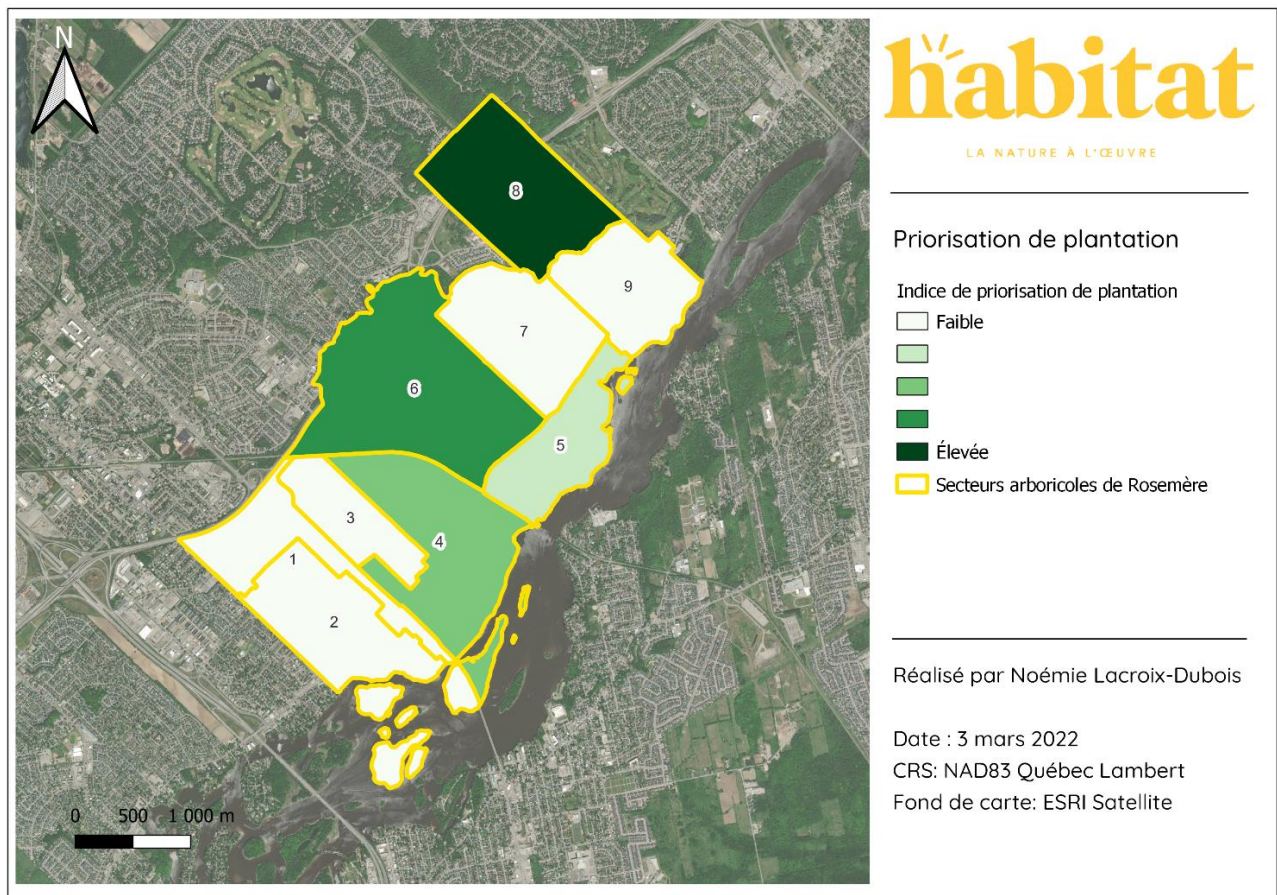 N
8
9
7
6
5
3
4
1
2
0 500 1 000 m
habitat
LA NATURE À L'ŒUVRE
Priorisation de plantation
Indice de priorisation de plantation
Faible
Élevée
Secteurs arboricoles de Rosemère
Réalisé par Noémie Lacroix-Dubois
Date : 3 mars 2022
CRS: NAD83 Québec Lambert
Fond de carte: ESRI Satellite